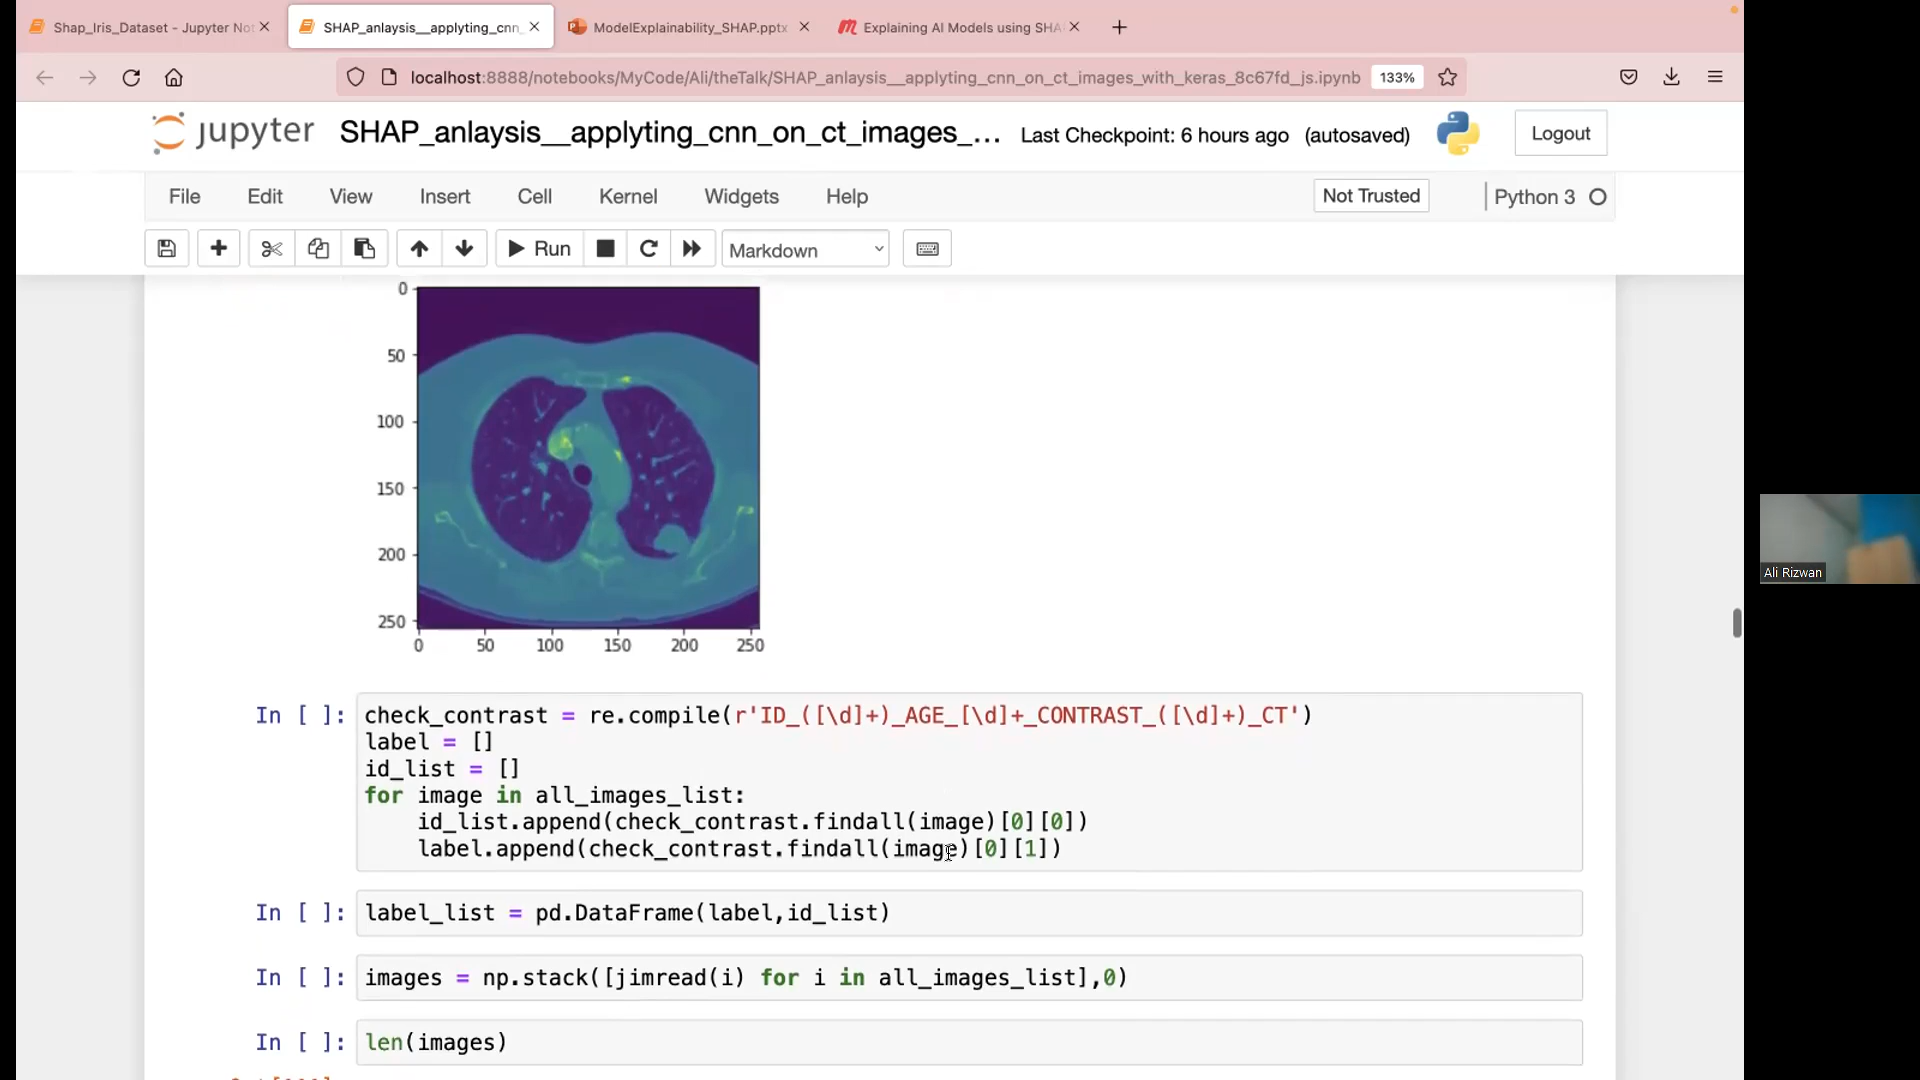 Shap_Iris_Dataset - Jupyter Not
SHAP_anlaysis__applyting_cnn_
ModelExplainability_SHAP.pptx
Explaining AI Models using SHA
localhost:8888/notebooks/MyCode/Ali/theTalk/SHAP_anlaysis__applyting_cnn_on_ct_images_with_keras_8c67fd_js.ipynb
133%
jupyter
SHAP_anlaysis__applyting_cnn_on_ct_images_...
Last Checkpoint: 6 hours ago (autosaved)
Logout
File Edit View Insert Cell Kernel Widgets Help
Not Trusted
Python 3
Run
Markdown
0
50
100
150
200
250
0 50 100 150 200 250
In [ ]: check_contrast = re.compile(r'ID_([\d]+)_AGE_[\d]+_CONTRAST_([\d]+)_CT')
label = []
id_list = []
for image in all_images_list:
id_list.append(check_contrast.findall(image)[0][0])
label.append(check_contrast.findall(image)[0][1])
In [ ]: label_list = pd.DataFrame(label,id_list)
In [ ]: images = np.stack([jimread(i) for i in all_images_list],0)
In [ ]: len(images)
Ali Rizwan